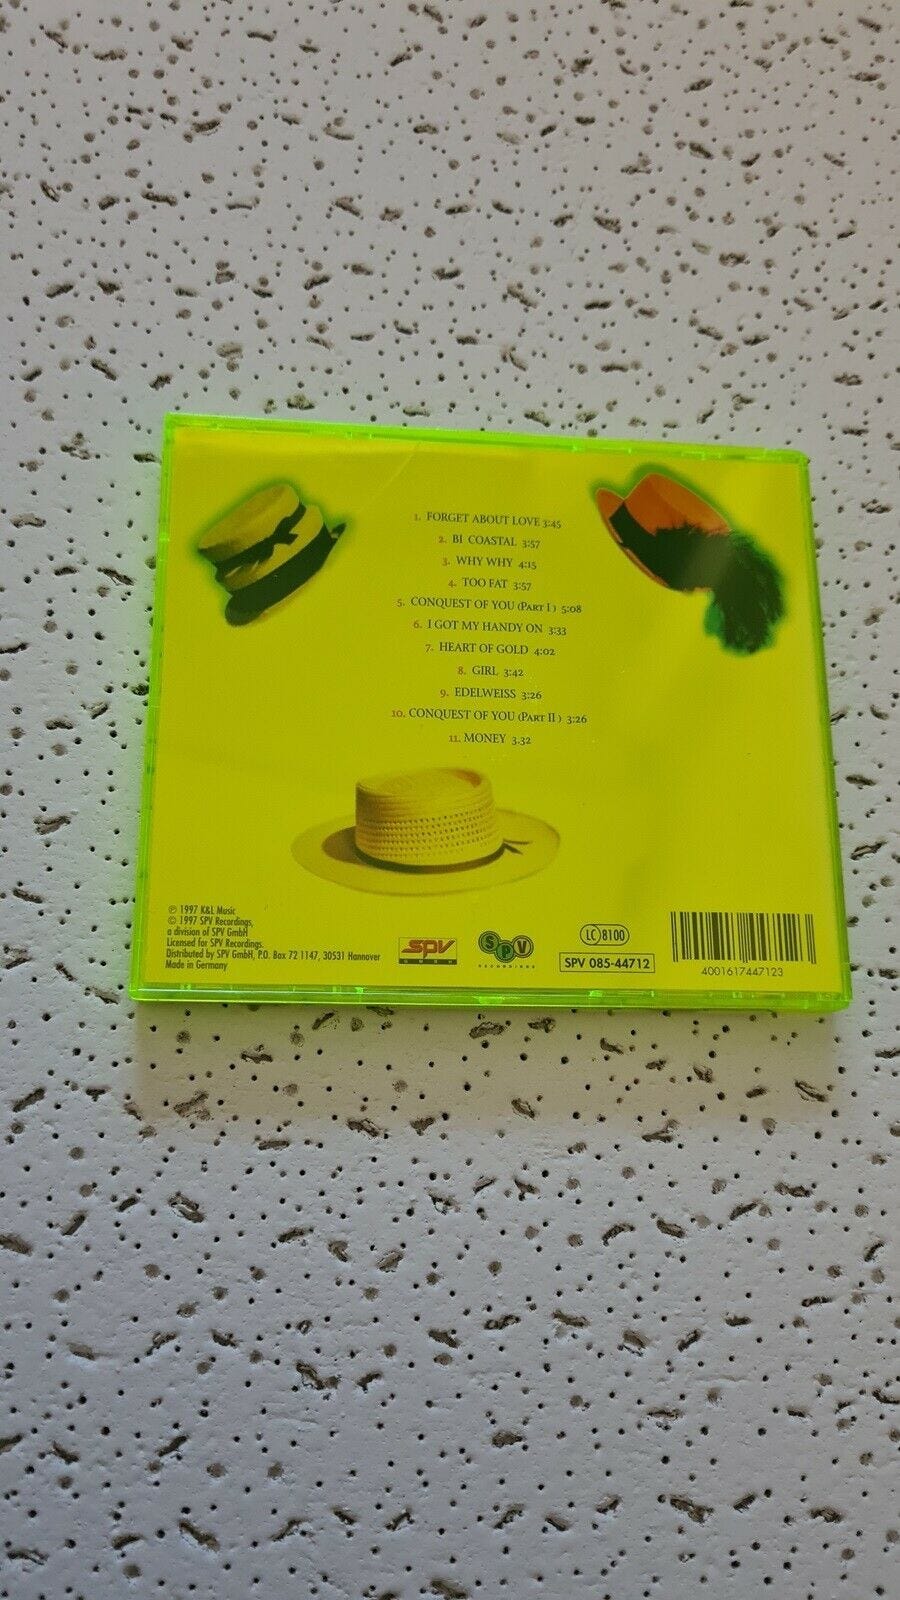 1. FORGET ABOUT LOVE 3:45
2. BI COASTAL 3:57
3. WHY WHY 4:15
4. TOO FAT 3:57
5. CONQUEST OF YOU (PART I ) 5:08
6. I GOT MY HANDY ON 3:33
7. HEART OF GOLD 4:02
8. GIRL 3:42
9. EDELWEISS 3:26
10. CONQUEST OF YOU (PART II ) 3:26
11. MONEY 3.32
℗ 1997 K&L Music
© 1997 SPV Recordings,
a division of SPV GmbH
Licensed for SPV Recordings.
Distributed by SPV GmbH, P.O. Box 72 1147, 30531 Hannover
Made in Germany
SPV
GMBH
SPV
RECORDINGS
LC 8100
SPV 085-44712
4001617447123